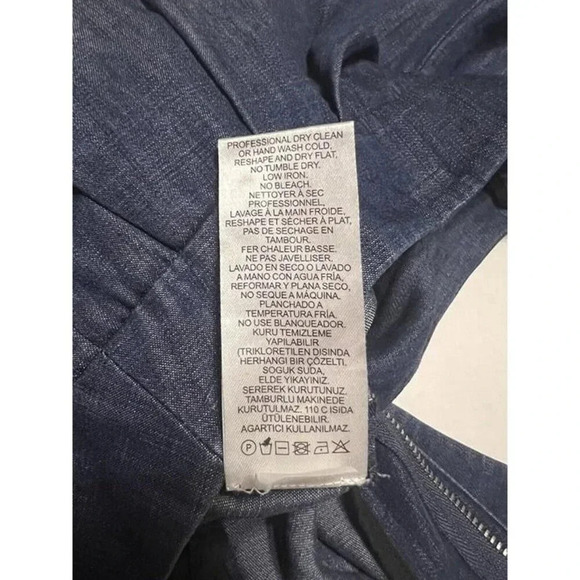 PROFESSIONAL DRY CLEAN
OR HAND WASH COLD,
RESHAPE AND DRY FLAT,
NO TUMBLE DRY.
LOW IRON.
NO BLEACH.
NETTOYER À SEC
PROFESSIONNEL.
LAVAGE À LA MAIN FROIDE,
RESHAPE ET SÉCHER À PLAT,
PAS DE SECHAGE EN
TAMBOUR.
FER CHALEUR BASSE,
NE PAS JAVELLISER.
LAVADO EN SECO O LAVADO
A MANO CON AGUA FRÍA,
REFORMAR Y PLANA SECO,
NO SEQUE A MÁQUINA.
PLANCHADO A
TEMPERATURA FRÍA.
NO USE BLANQUEADOR.
KURU TEMIZLEME
YAPILABILIR
(TRIKLORETILEN DISINDA
HERHANGI BIR ÇOZELTI,
SOGUK SUDA,
ELDE YIKAYINIZ.
SEREREK KURUTUNUZ.
TAMBURLU MAKINEDE
KURUTULMAZ. 110 C ISIDA
ÜTÜLENEBILIR.
AGARTICI KULLANILMAZ.
P